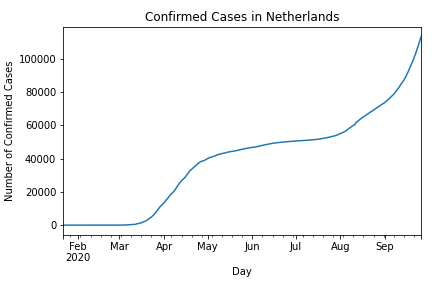 Confirmed Cases in Netherlands
Number of Confirmed Cases
100000
80000
60000
40000
20000
0
Feb Mar Apr May Jun Jul Aug Sep
2020
Day